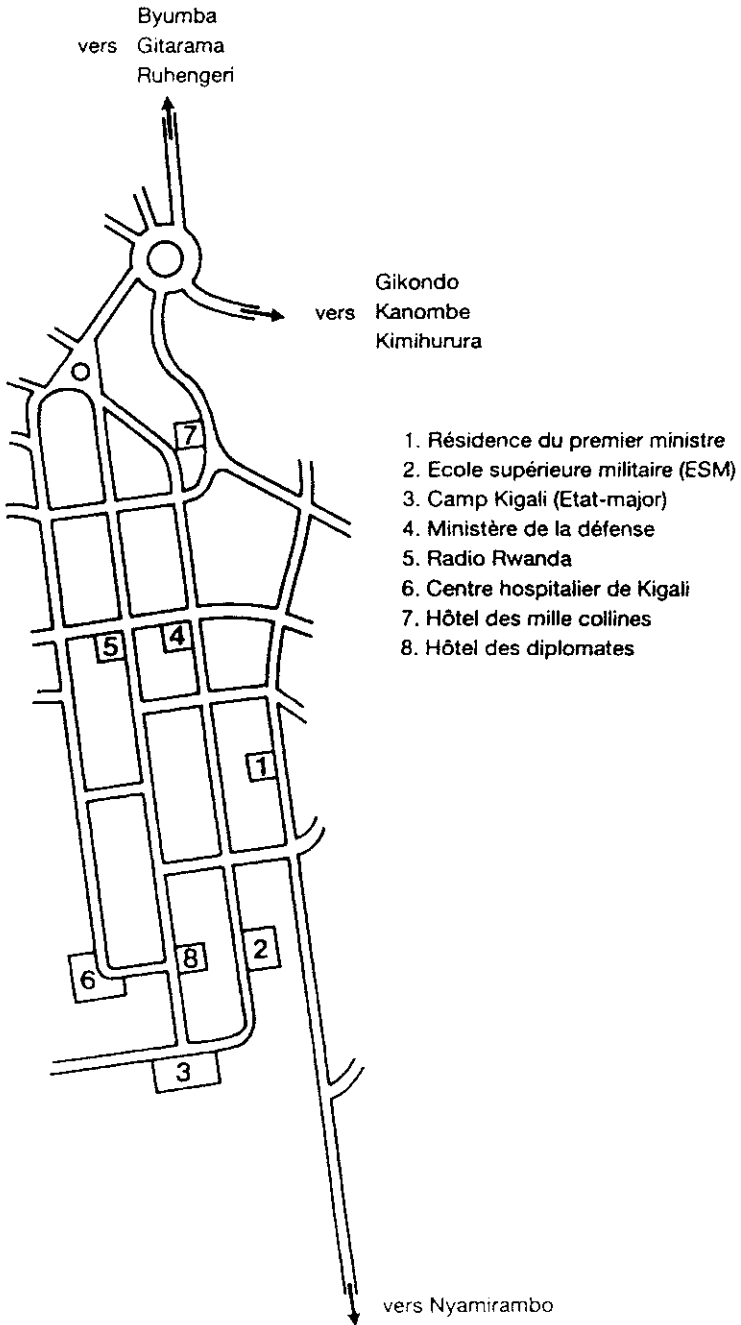 Byumba
vers Gitarama
Ruhengeri
Gikondo
vers Kanombe
Kimihurura
7
1. Résidence du premier ministre
2. Ecole supérieure militaire (ESM)
3. Camp Kigali (Etat-major)
4. Ministère de la défense
5. Radio Rwanda
6. Centre hospitalier de Kigali
7. Hôtel des mille collines
8. Hôtel des diplomates
5 4
1
2
8
6
3
vers Nyamirambo